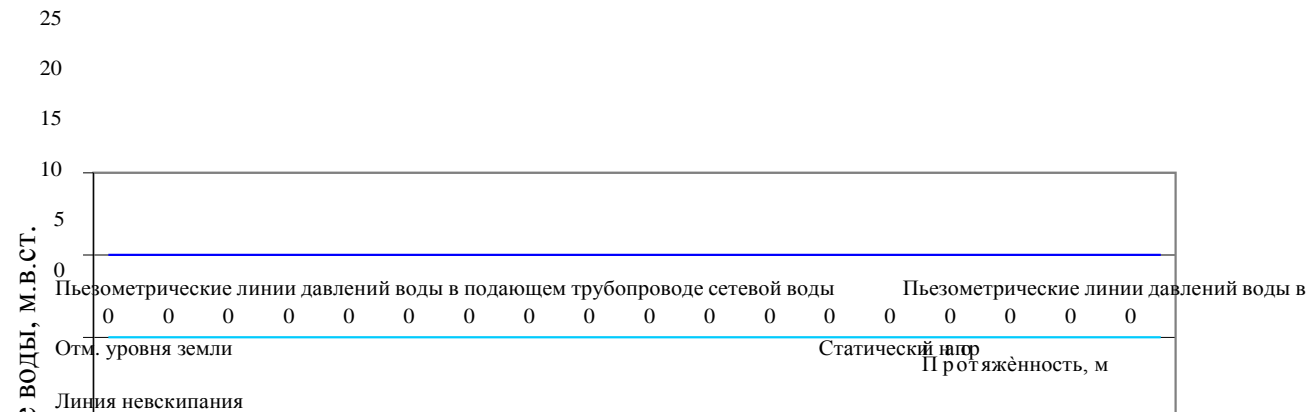 25
20
15
10
5
0
Пьезометрические линии давлений воды в подающем трубопроводе сетевой воды Пьезометрические линии давлений воды в
0 0 0 0 0 0 0 0 0 0 0 0 0 0 0 0 0 0
Отм. уровня земли Статический напор
Протяжѐнность, м
Линия невскипания
воды, м.в.ст.